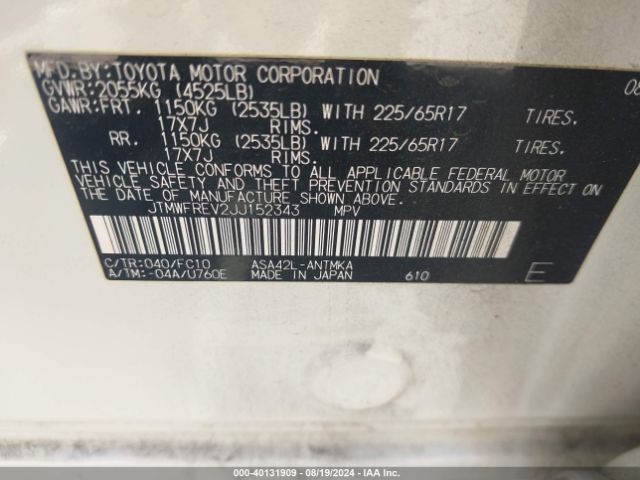 MFD.BY:TOYOTA MOTOR CORPORATION 08
GVWR:2055KG (4525LB)
GAWR:FRT. 1150KG (2535LB) WITH 225/65R17 TIRES.
17X7J RIMS.
RR. 1150KG (2535LB) WITH 225/65R17 TIRES.
17X7J RIMS.
THIS VEHICLE CONFORMS TO ALL APPLICABLE FEDERAL MOTOR
VEHICLE SAFETY AND THEFT PREVENTION STANDARDS IN EFFECT ON
THE DATE OF MANUFACTURE SHOWN ABOVE.
JTMWFREV2JJ152343 MPV
C/TR:040/FC10 ASA42L-ANTMKA
A/TM:-04A/U760E MADE IN JAPAN 610 E
000-40131909 - 08/19/2024 - IAA Inc.